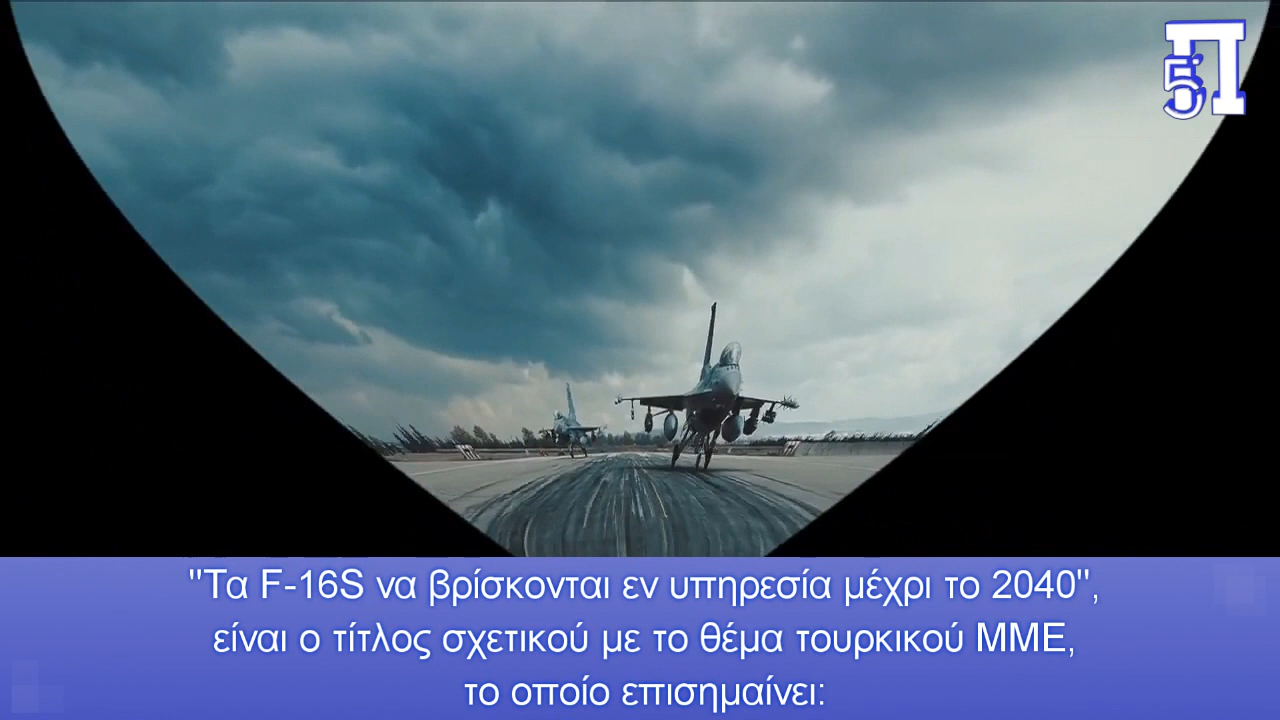 5΄Π
"Τα F-16S να βρίσκονται εν υπηρεσία μέχρι το 2040",
είναι ο τίτλος σχετικού με το θέμα τουρκικού ΜΜΕ,
το οποίο επισημαίνει: